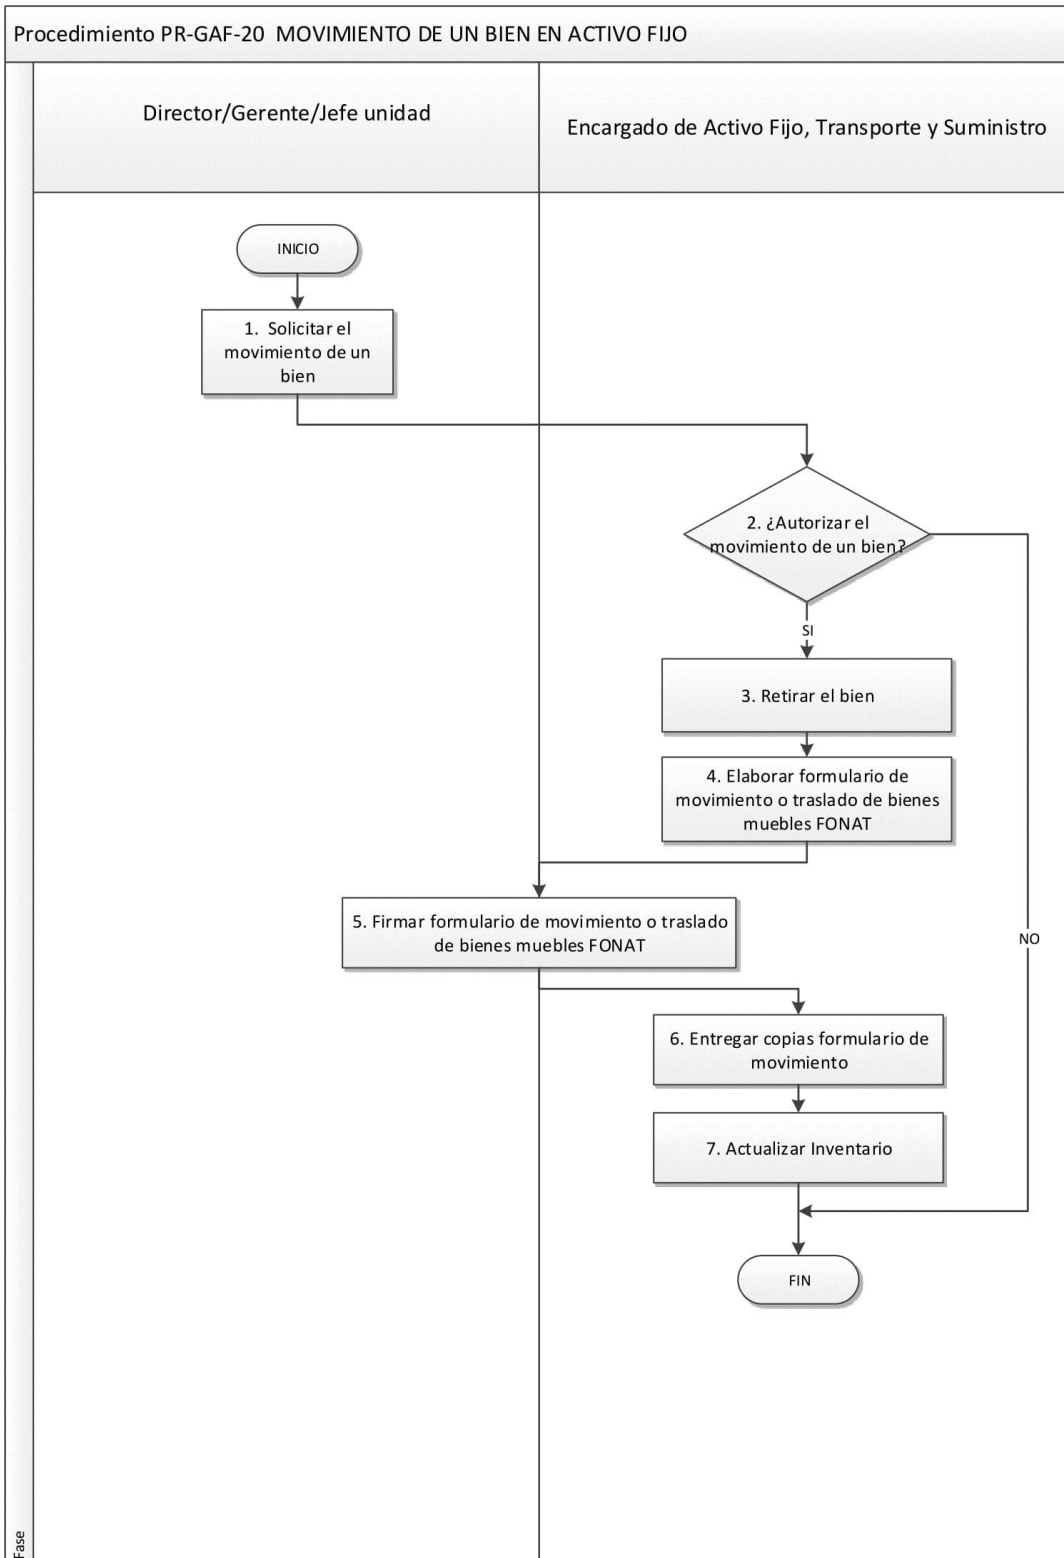 Procedimiento PR-GAF-20 MOVIMIENTO DE UN BIEN EN ACTIVO FIJO
Director/Gerente/Jefe unidad
Encargado de Activo Fijo, Transporte y Suministro
INICIO
1. Solicitar el
movimiento de un
bien
2. ¿Autorizar el
movimiento de un bien?
SI
3. Retirar el bien
4. Elaborar formulario de
movimiento o traslado de bienes
muebles FONAT
5. Firmar formulario de movimiento o traslado
de bienes muebles FONAT
NO
6. Entregar copias formulario de
movimiento
7. Actualizar Inventario
FIN
Fase